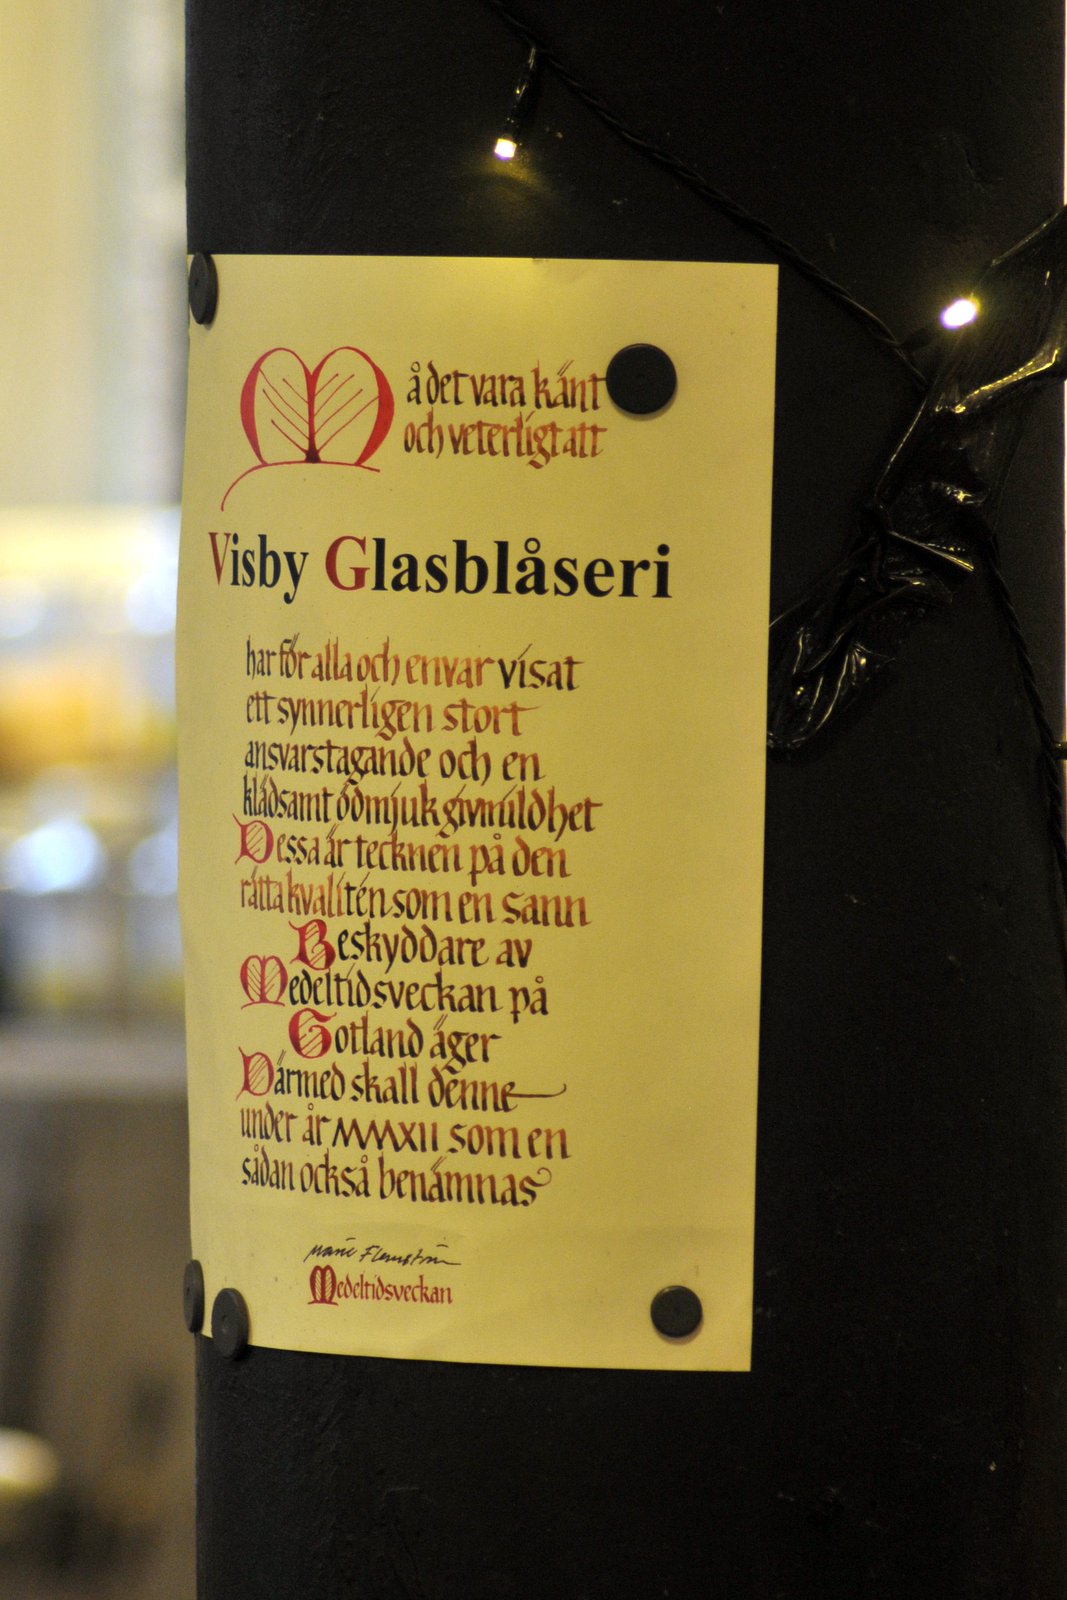 Må det vara känt
och veterligt att
Visby Glasblåseri
har för alla och envar visat
ett synnerligen stort
ansvarstagande och en
klädsamt ödmjuk givmildhet
Dessa är tecknen på den
rätta kvalitén som en sann
Beskyddare av
Medeltidsveckan på
Gotland äger
Därmed skall denne
under år MMXII som en
sådan också benämnas
Medeltidsveckan